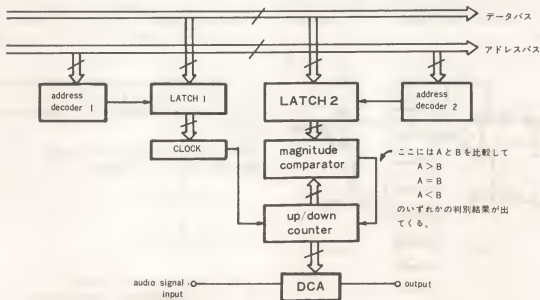 データバス
アドレスバス
address
decoder 1
LATCH 1
LATCH 2
address
decoder 2
CLOCK
magnitude
comparator
ここにはAとBを比較して
A>B
A=B
A<B
のいずれかの判別結果が出
てくる。
up/down
counter
audio signal
input
DCA
output